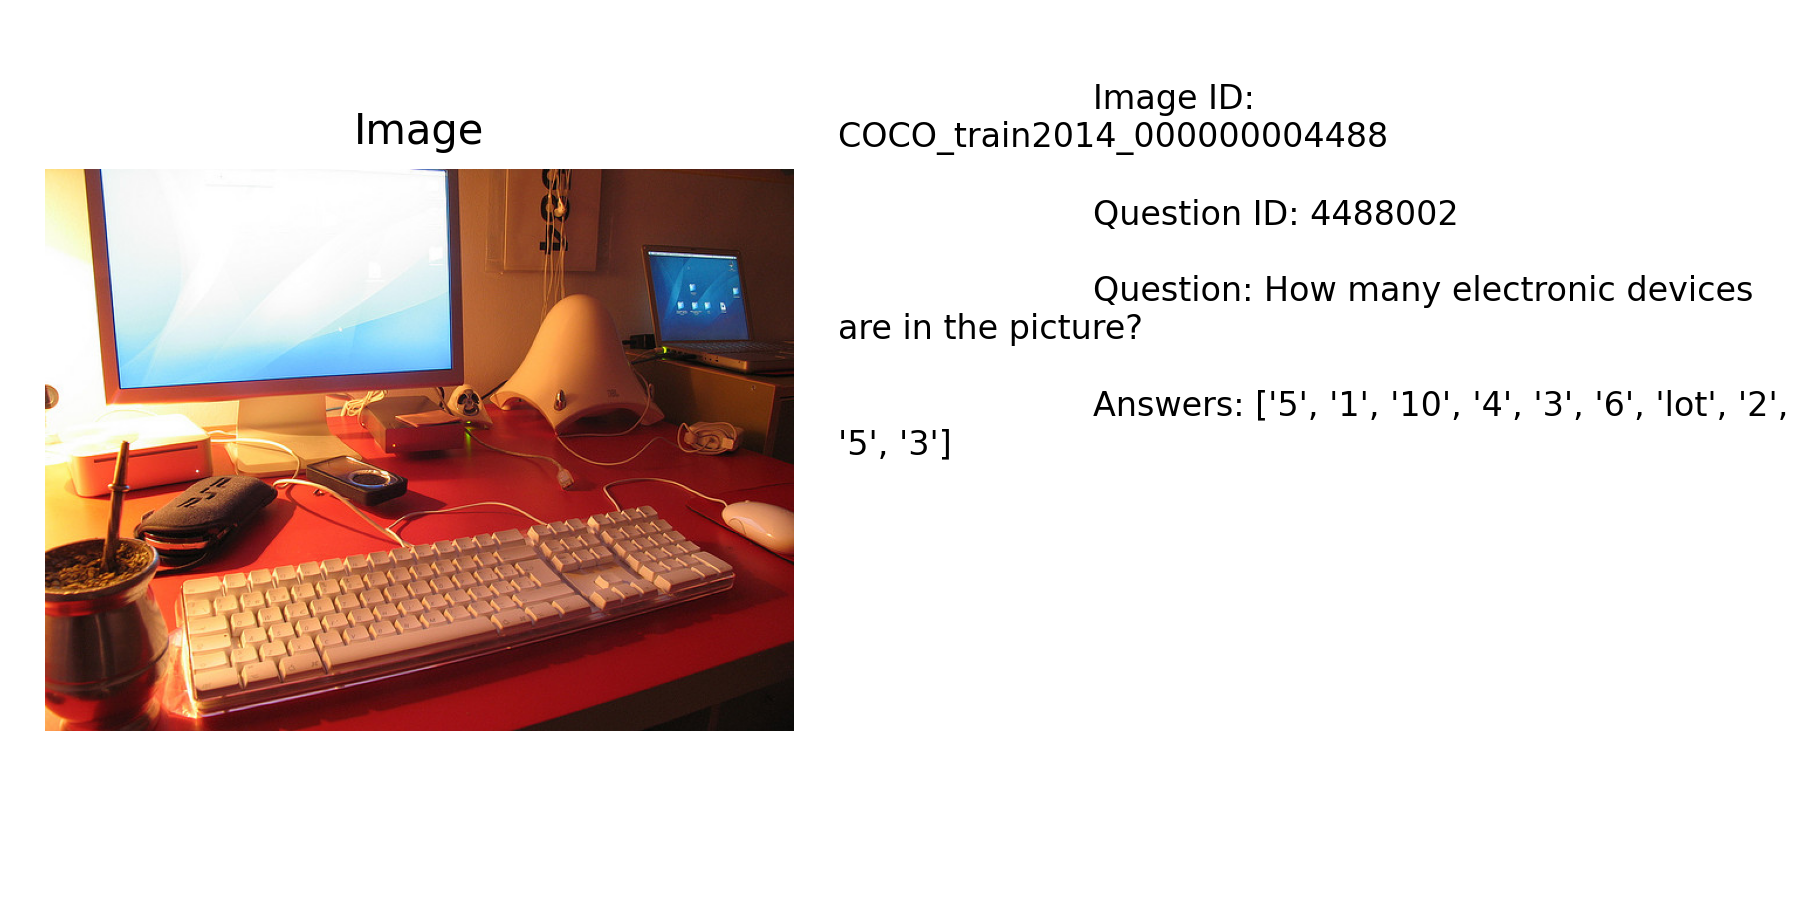 Image
Image ID:
COCO_train2014_000000004488
Question ID: 4488002
Question: How many electronic devices
are in the picture?
Answers: ['5', '1', '10', '4', '3', '6', 'lot', '2',
'5', '3']